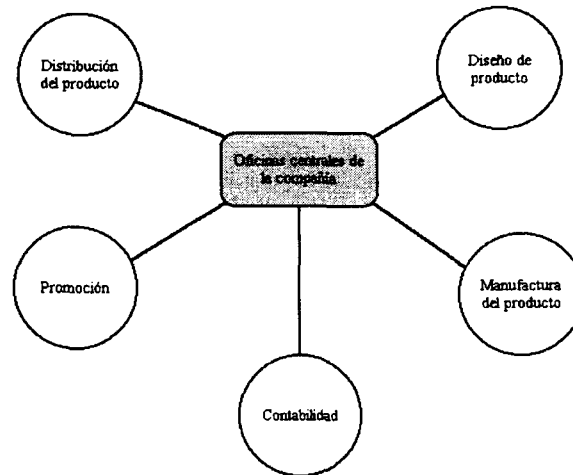 Distribución
del producto
Diseño de
producto
Oficinas centrales de
la compañía
Promoción
Manufactura
del producto
Contabilidad